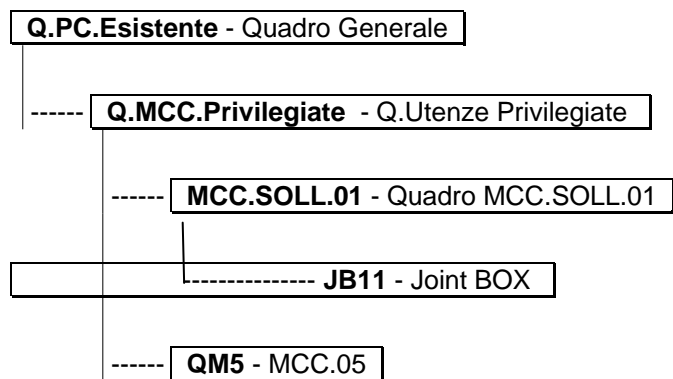 Q.PC.Esistente - Quadro Generale
------ Q.MCC.Privilegiate - Q.Utenze Privilegiate
------ MCC.SOLL.01 - Quadro MCC.SOLL.01
--------------- JB11 - Joint BOX
------ QM5 - MCC.05